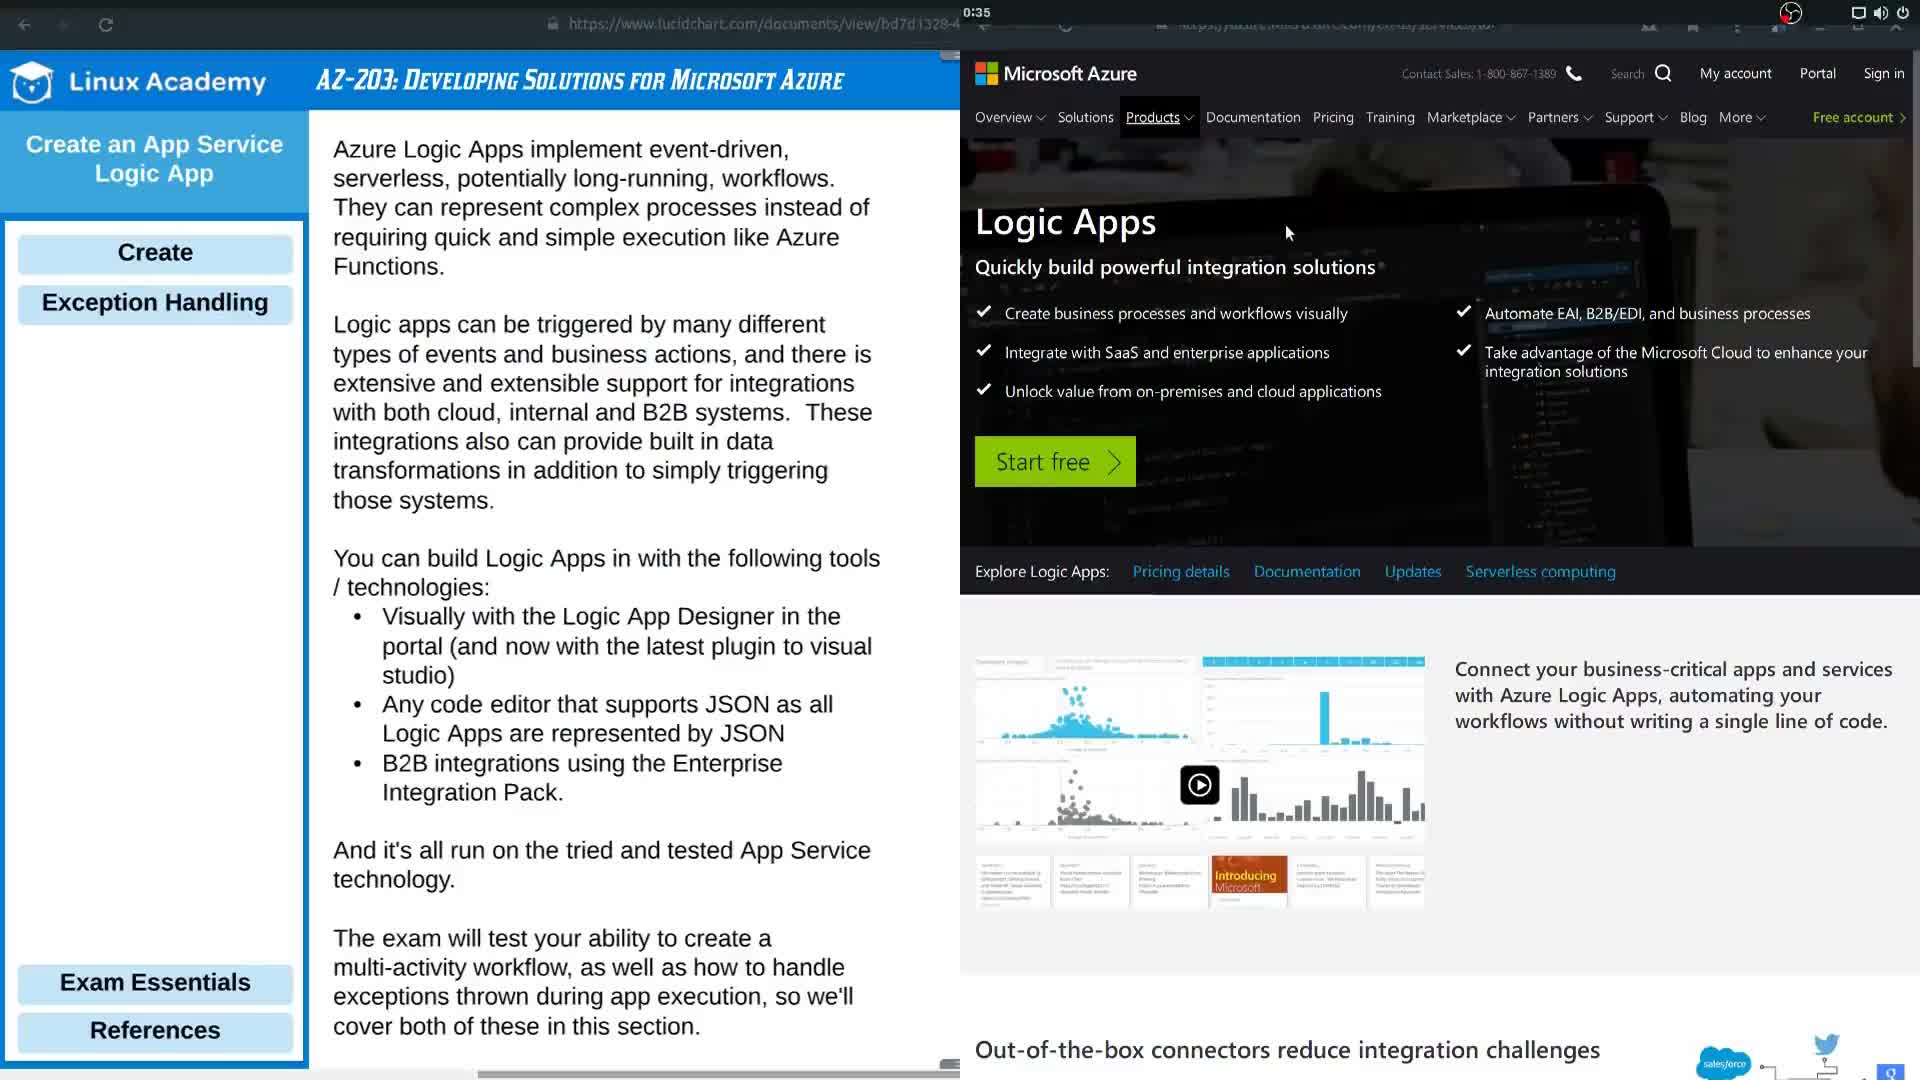 https://www.lucidchart.com/documents/view/bd7d1328-4
0:35
Linux Academy
AZ-203: Developing Solutions for Microsoft Azure
Create an App Service
Logic App
Create
Exception Handling
Exam Essentials
References
Azure Logic Apps implement event-driven,
serverless, potentially long-running, workflows.
They can represent complex processes instead of
requiring quick and simple execution like Azure
Functions.
Logic apps can be triggered by many different
types of events and business actions, and there is
extensive and extensible support for integrations
with both cloud, internal and B2B systems.  These
integrations also can provide built in data
transformations in addition to simply triggering
those systems.
You can build Logic Apps in with the following tools
/ technologies:
• Visually with the Logic App Designer in the
portal (and now with the latest plugin to visual
studio)
• Any code editor that supports JSON as all
Logic Apps are represented by JSON
• B2B integrations using the Enterprise
Integration Pack.
And it's all run on the tried and tested App Service
technology.
The exam will test your ability to create a
multi-activity workflow, as well as how to handle
exceptions thrown during app execution, so we'll
cover both of these in this section.
Microsoft Azure
Contact Sales: 1-800-867-1389
Search
My account
Portal
Sign in
Overview
Solutions
Products
Documentation
Pricing
Training
Marketplace
Partners
Support
Blog
More
Free account
Logic Apps
Quickly build powerful integration solutions
Create business processes and workflows visually
Integrate with SaaS and enterprise applications
Unlock value from on-premises and cloud applications
Automate EAI, B2B/EDI, and business processes
Take advantage of the Microsoft Cloud to enhance your
integration solutions
Start free
Explore Logic Apps:
Pricing details
Documentation
Updates
Serverless computing
Introducing
Microsoft
Connect your business-critical apps and services
with Azure Logic Apps, automating your
workflows without writing a single line of code.
Out-of-the-box connectors reduce integration challenges
salesforce